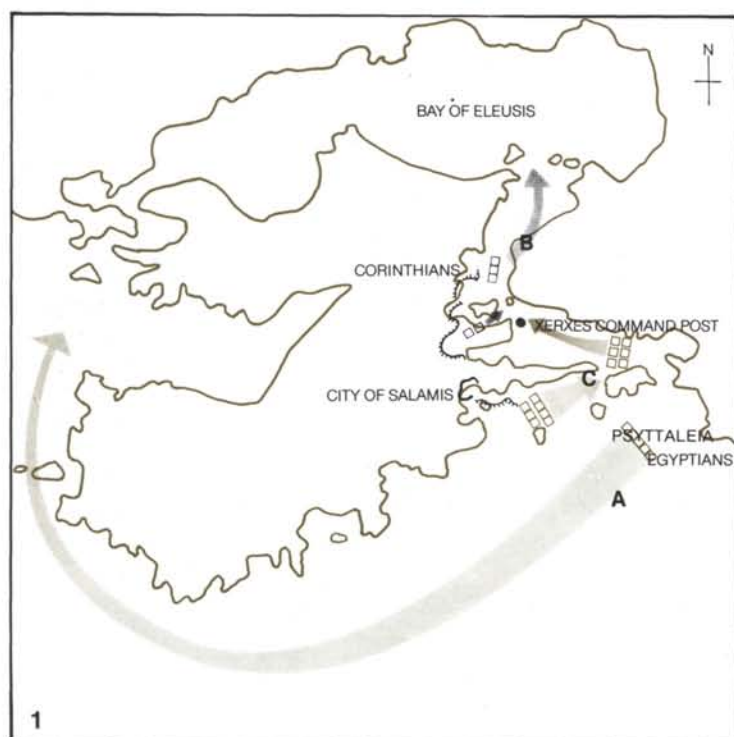 N
BAY OF ELEUSIS
B
CORINTHIANS
XERXES COMMAND POST
C
CITY OF SALAMIS
PSYTTALEIA
EGYPTIANS
A
1